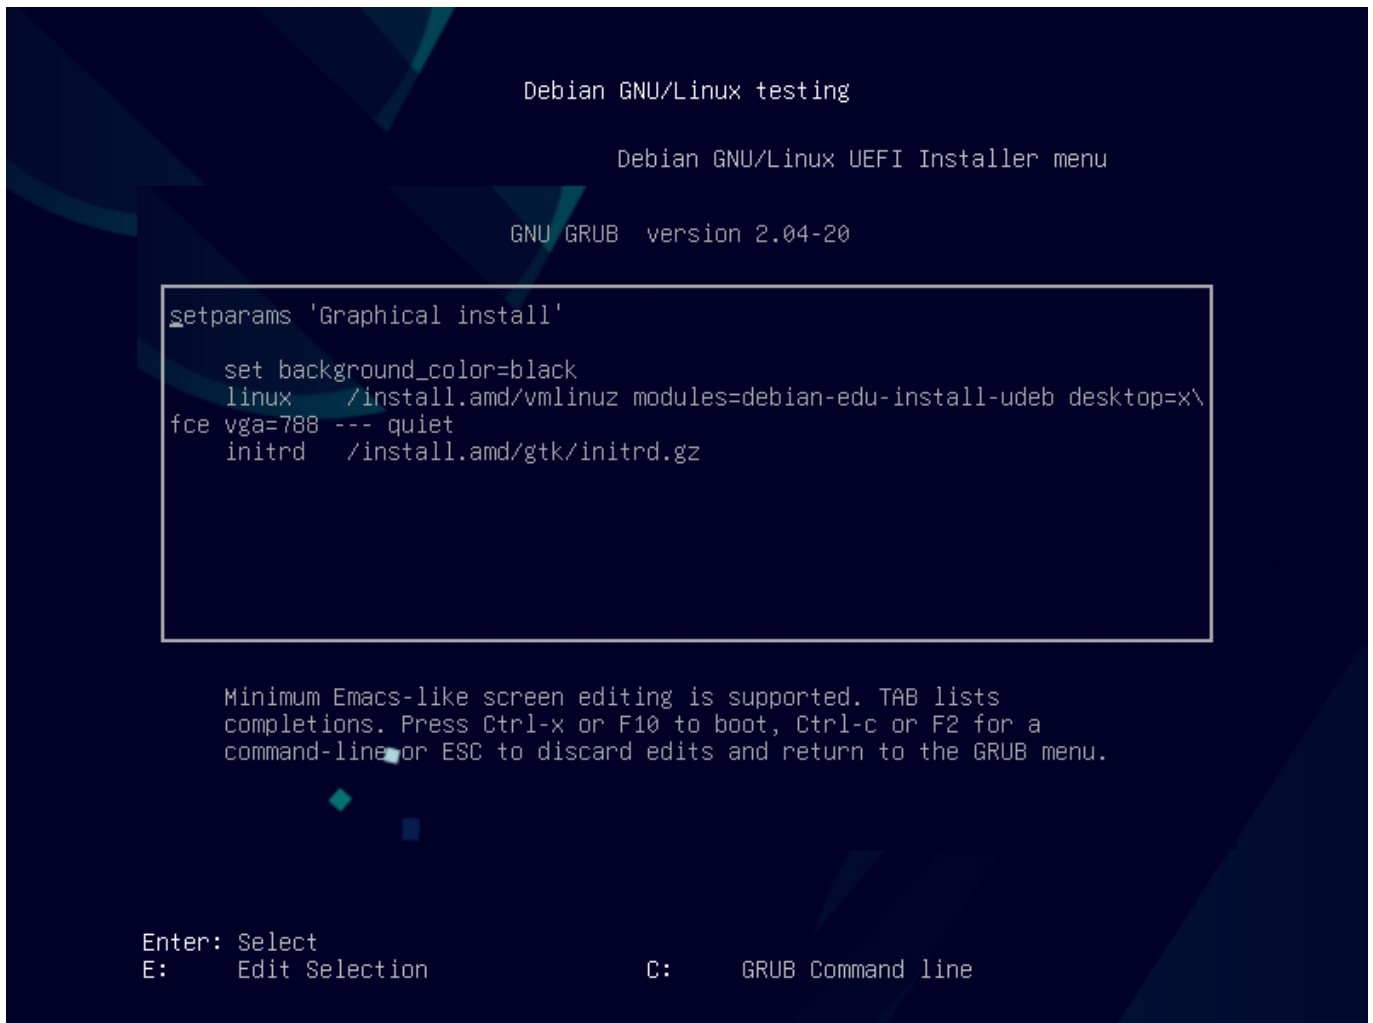 Debian GNU/Linux testing
Debian GNU/Linux UEFI Installer menu
GNU GRUB  version 2.04-20
setparams 'Graphical install'
    set background_color=black
    linux    /install.amd/vmlinuz modules=debian-edu-install-udeb desktop=x\
fce vga=788 --- quiet
    initrd   /install.amd/gtk/initrd.gz
Minimum Emacs-like screen editing is supported. TAB lists
completions. Press Ctrl-x or F10 to boot, Ctrl-c or F2 for a
command-line or ESC to discard edits and return to the GRUB menu.
Enter: Select
E:     Edit Selection                C:     GRUB Command line